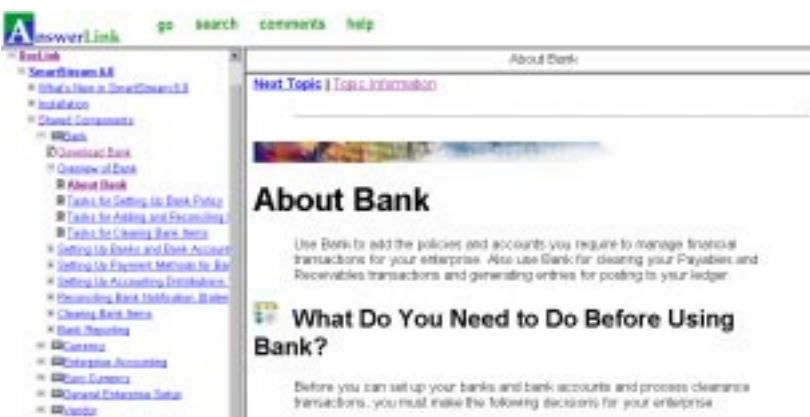 AnswerLink
go search comments help
DocLink
SmartStream 6.0
What's New in SmartStream 6.0
Installation
Shared Components
Bank
Download Bank
Overview of Bank
About Bank
Tasks for Setting Up Bank Policy
Tasks for Adding and Reconciling
Tasks for Clearing Bank Items
Setting Up Banks and Bank Account
Setting Up Payment Methods for Ba
Setting Up Accounting Distributions
Reconciling Bank Notification Statem
Clearing Bank Items
Bank Reporting
Currency
Enterprise Accounting
Euro Currency
General Enterprise Setup
Vendor
About Bank
Next Topic | Topic Information
About Bank
Use Bank to add the policies and accounts you require to manage financial
transactions for your enterprise. Also use Bank for clearing your Payables and
Receivables transactions and generating entries for posting to your ledger.
What Do You Need to Do Before Using
Bank?
Before you can set up your banks and bank accounts and process clearance
transactions, you must make the following decisions for your enterprise